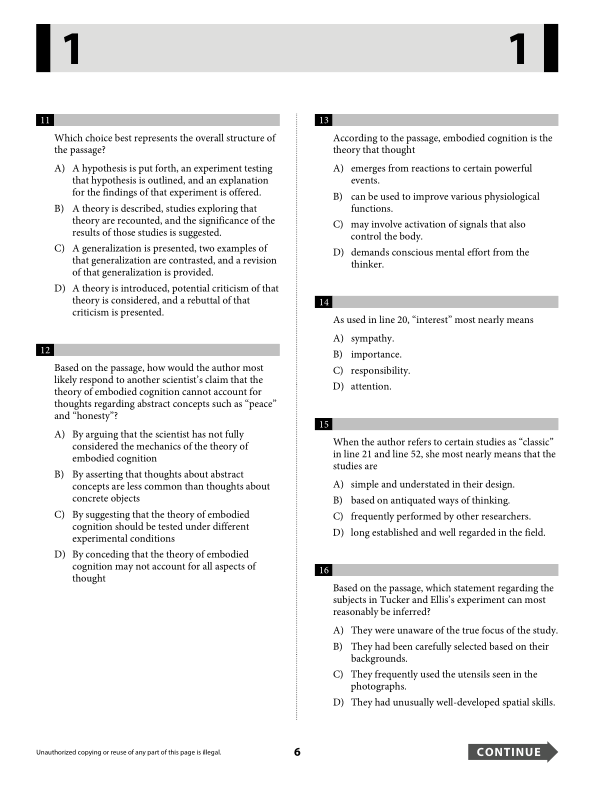 1 1
11
Which choice best represents the overall structure of
the passage?
A) A hypothesis is put forth, an experiment testing
that hypothesis is outlined, and an explanation
for the findings of that experiment is offered.
B) A theory is described, studies exploring that
theory are recounted, and the significance of the
results of those studies is suggested.
C) A generalization is presented, two examples of
that generalization are contrasted, and a revision
of that generalization is provided.
D) A theory is introduced, potential criticism of that
theory is considered, and a rebuttal of that
criticism is presented.
12
Based on the passage, how would the author most
likely respond to another scientist’s claim that the
theory of embodied cognition cannot account for
thoughts regarding abstract concepts such as “peace”
and “honesty”?
A) By arguing that the scientist has not fully
considered the mechanics of the theory of
embodied cognition
B) By asserting that thoughts about abstract
concepts are less common than thoughts about
concrete objects
C) By suggesting that the theory of embodied
cognition should be tested under different
experimental conditions
D) By conceding that the theory of embodied
cognition may not account for all aspects of
thought
13
According to the passage, embodied cognition is the
theory that thought
A) emerges from reactions to certain powerful
events.
B) can be used to improve various physiological
functions.
C) may involve activation of signals that also
control the body.
D) demands conscious mental effort from the
thinker.
14
As used in line 20, “interest” most nearly means
A) sympathy.
B) importance.
C) responsibility.
D) attention.
15
When the author refers to certain studies as “classic”
in line 21 and line 52, she most nearly means that the
studies are
A) simple and understated in their design.
B) based on antiquated ways of thinking.
C) frequently performed by other researchers.
D) long established and well regarded in the field.
16
Based on the passage, which statement regarding the
subjects in Tucker and Ellis’s experiment can most
reasonably be inferred?
A) They were unaware of the true focus of the study.
B) They had been carefully selected based on their
backgrounds.
C) They frequently used the utensils seen in the
photographs.
D) They had unusually well-developed spatial skills.
Unauthorized copying or reuse of any part of this page is illegal.
6
CONTINUE